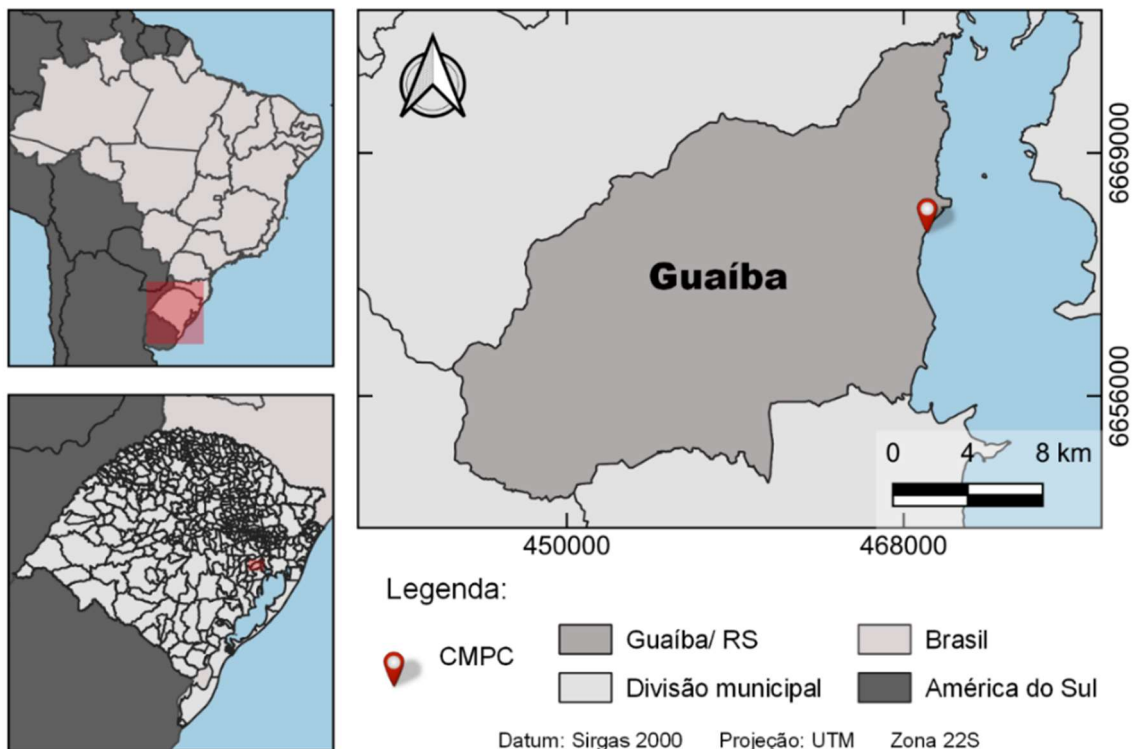 Guaíba
6669000
6656000
0 4 8 km
450000 468000
Legenda:
CMPC
Guaíba/ RS
Brasil
Divisão municipal
América do Sul
Datum: Sirgas 2000 Projeção: UTM Zona 22S